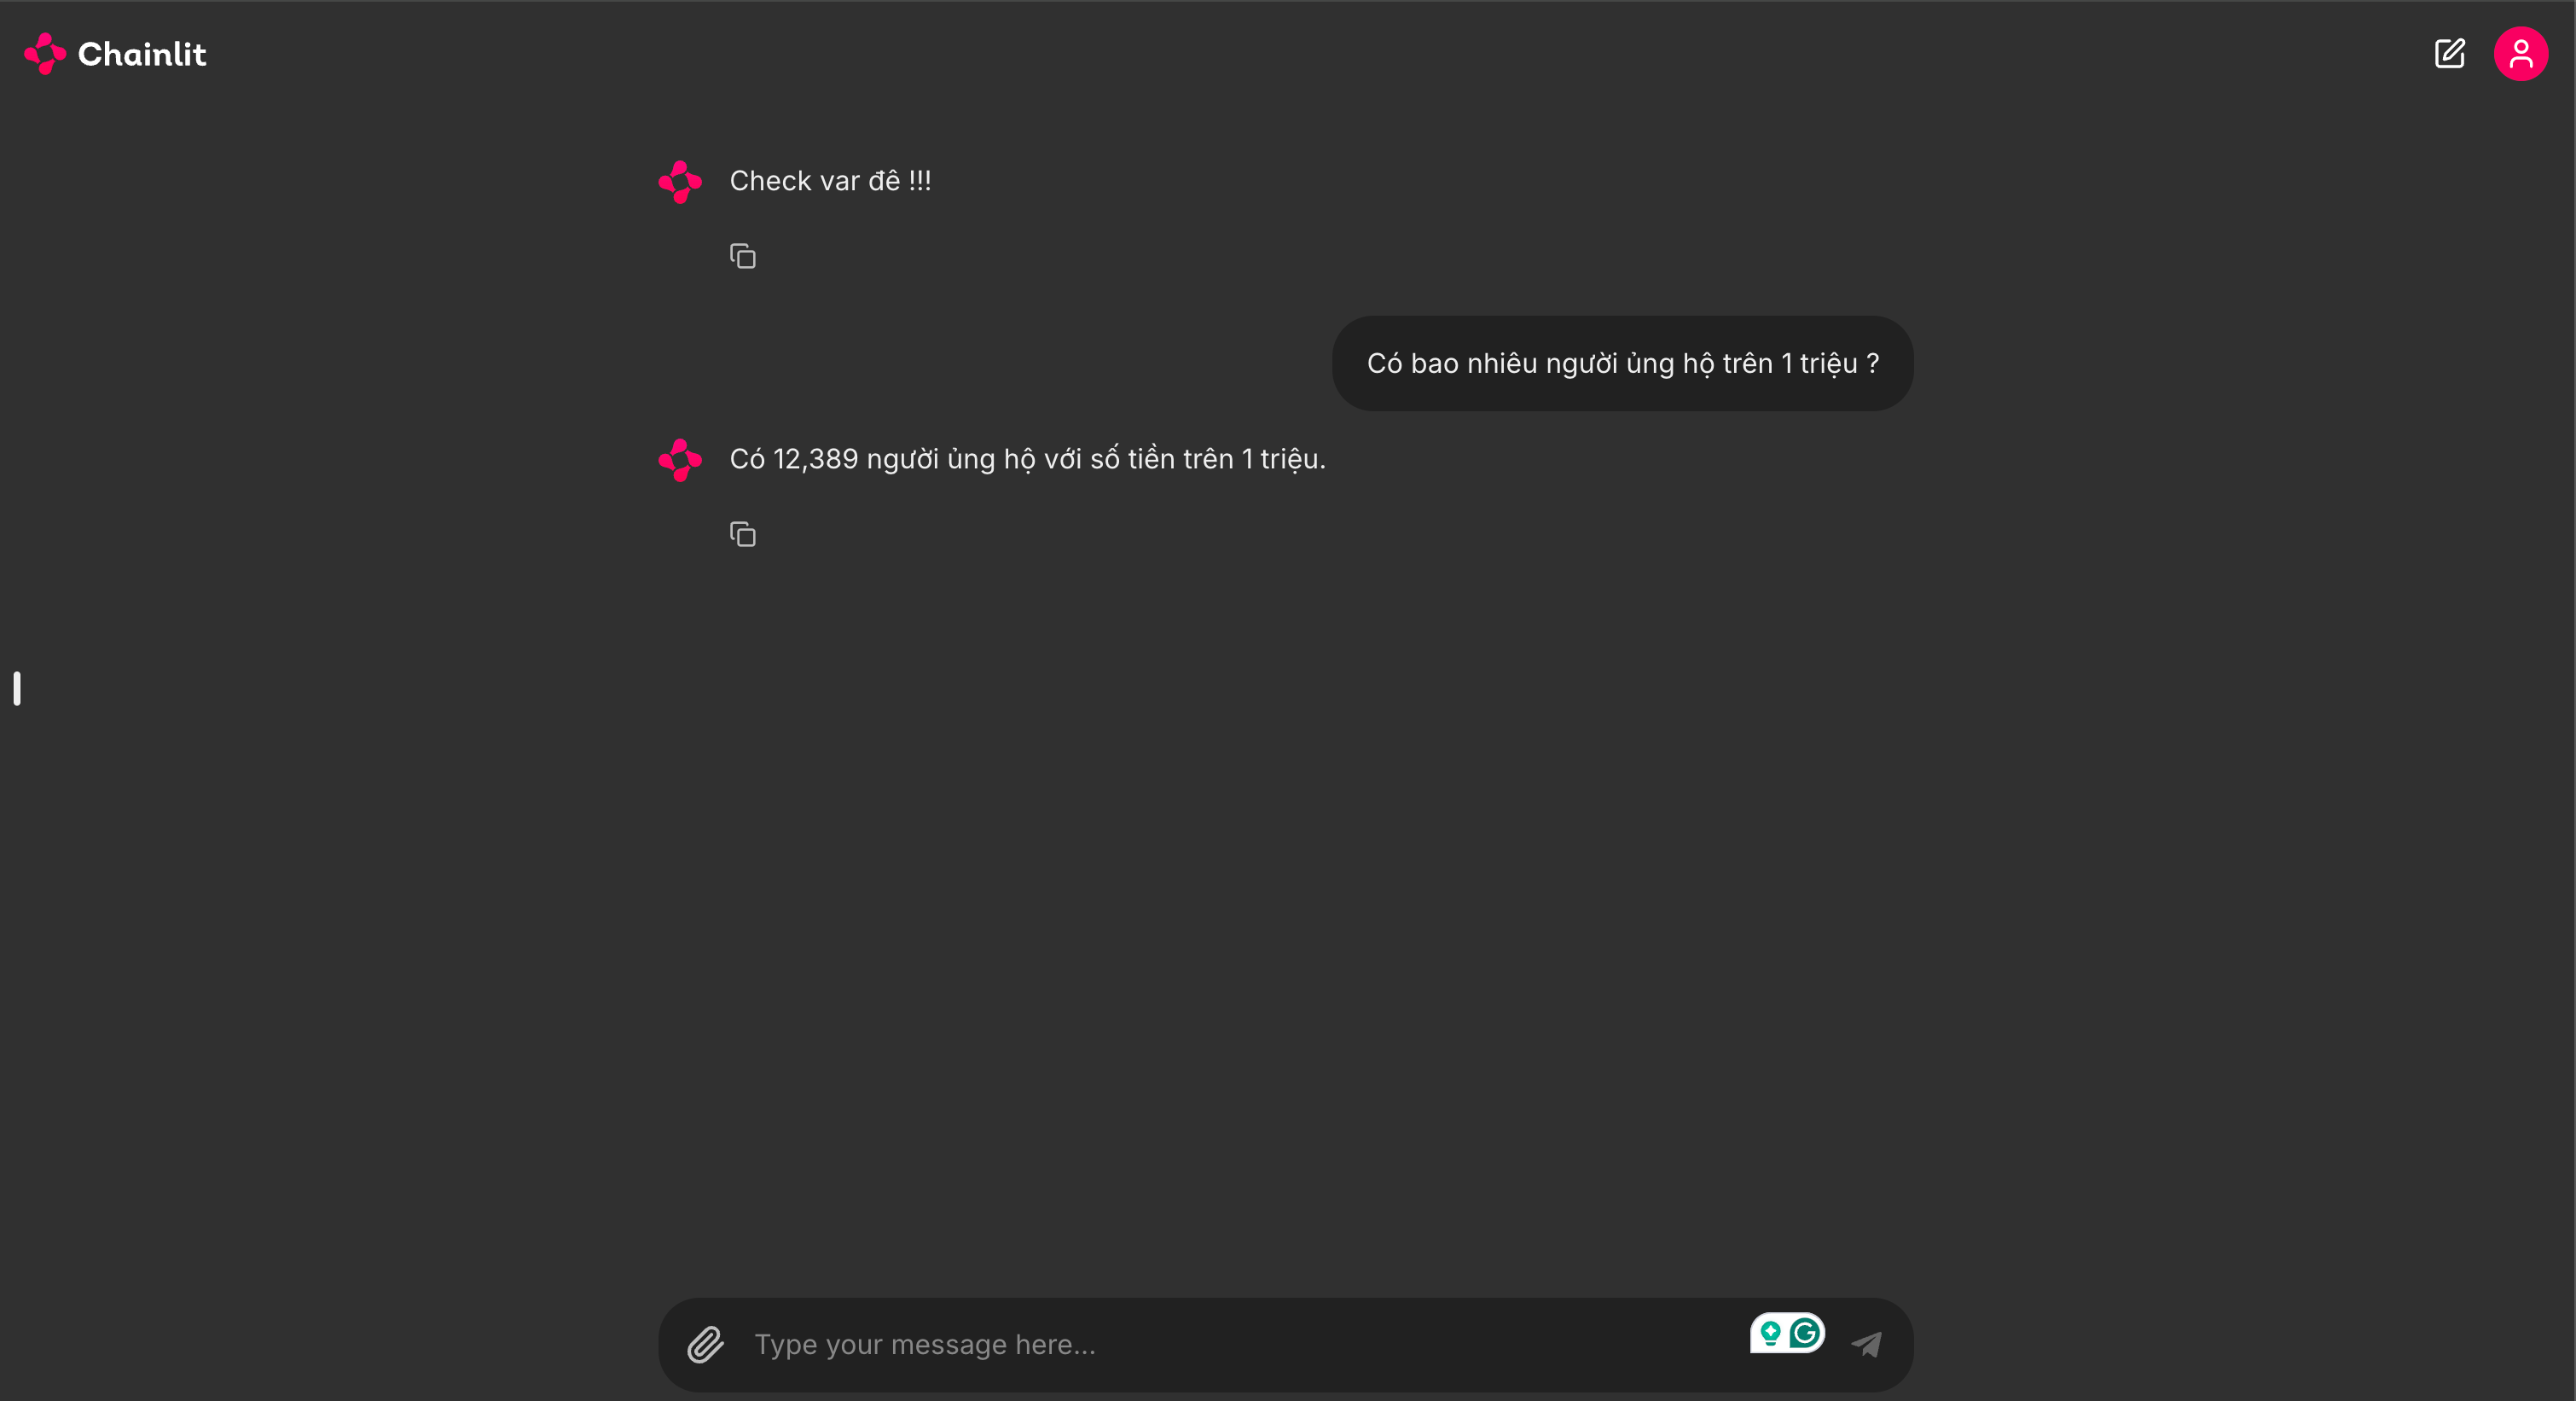 Chainlit
Check var đê !!!
Có bao nhiêu người ủng hộ trên 1 triệu ?
Có 12,389 người ủng hộ với số tiền trên 1 triệu.
Type your message here...